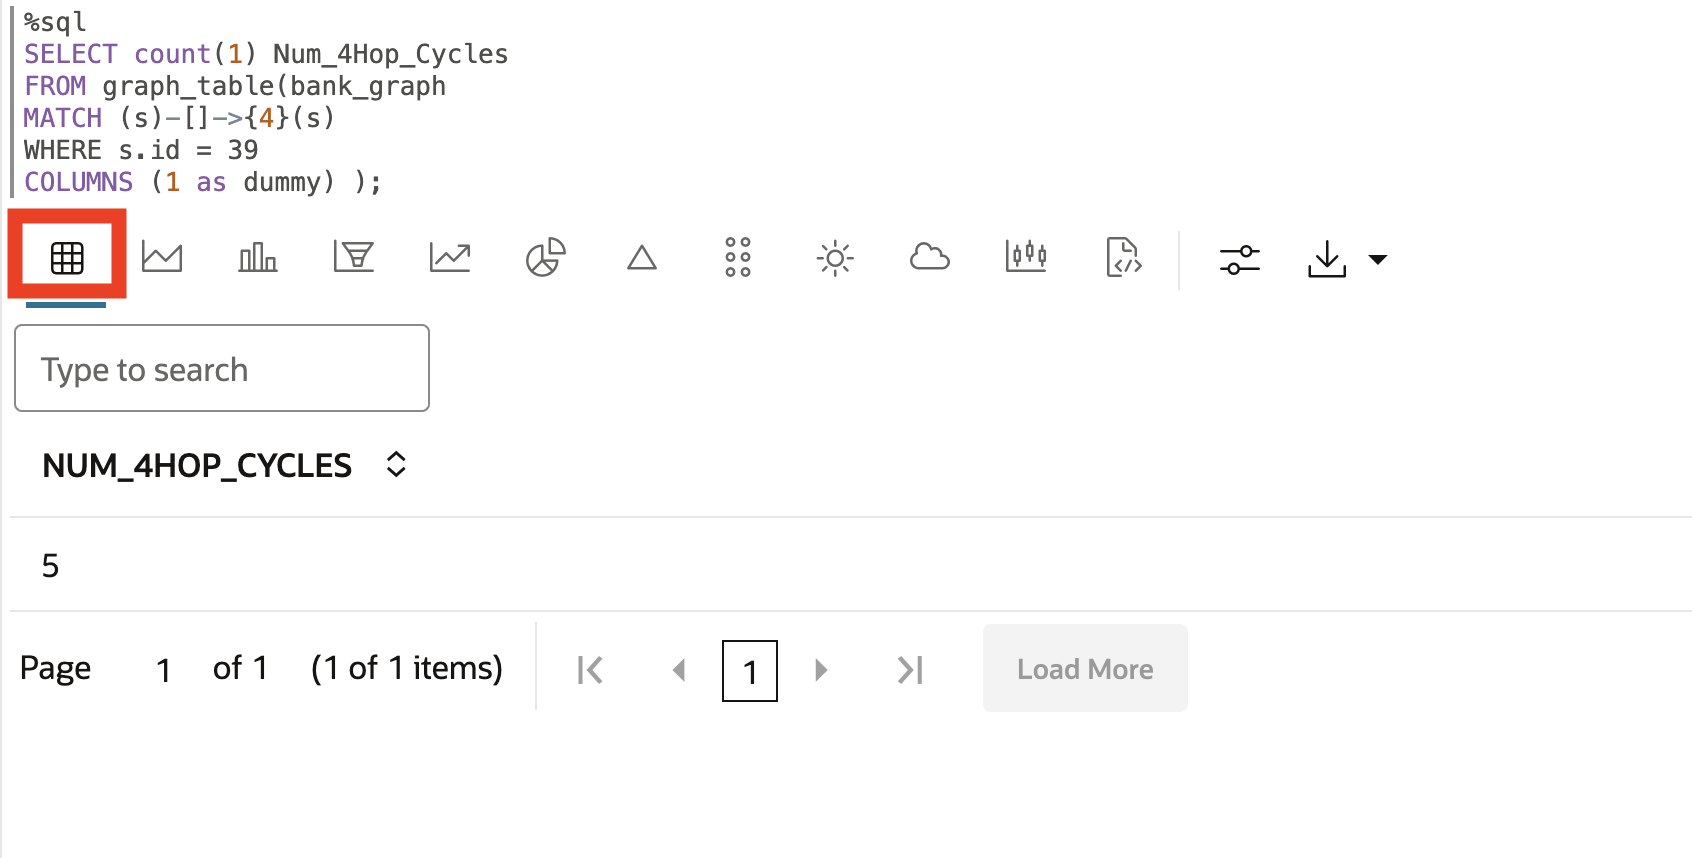 %sql
SELECT count(1) Num_4Hop_Cycles
FROM graph_table(bank_graph
MATCH (s)-[]->{4}(s)
WHERE s.id = 39
COLUMNS (1 as dummy) );
Type to search
NUM_4HOP_CYCLES
5
Page 1 of 1 (1 of 1 items) 1 Load More